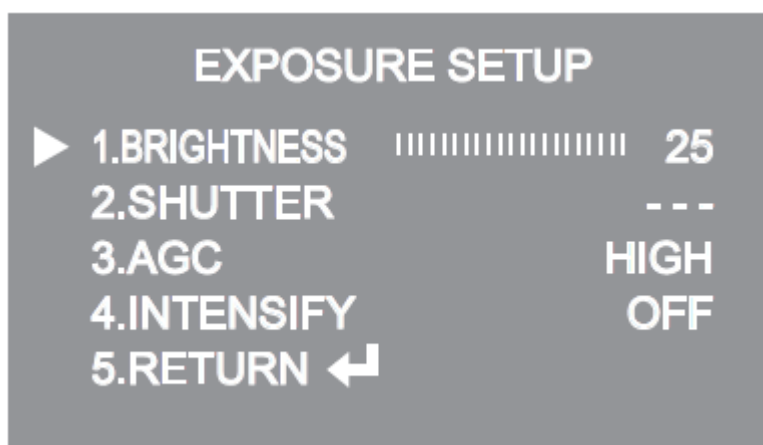 EXPOSURE SETUP
1.BRIGHTNESS 25
2.SHUTTER - - -
3.AGC HIGH
4.INTENSIFY OFF
5.RETURN